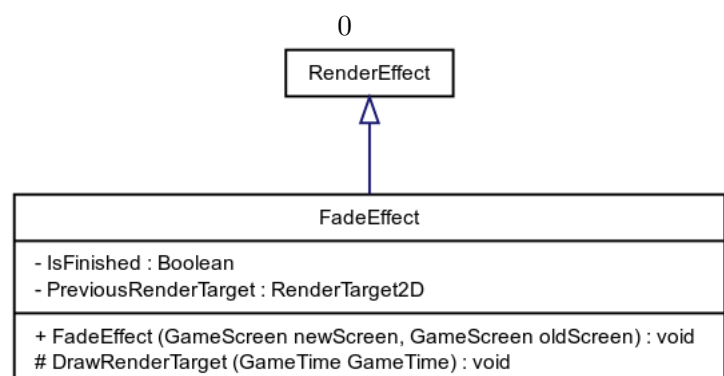 0
RenderEffect
FadeEffect
- IsFinished : Boolean
- PreviousRenderTarget : RenderTarget2D
+ FadeEffect (GameScreen newScreen, GameScreen oldScreen) : void
# DrawRenderTarget (GameTime GameTime) : void